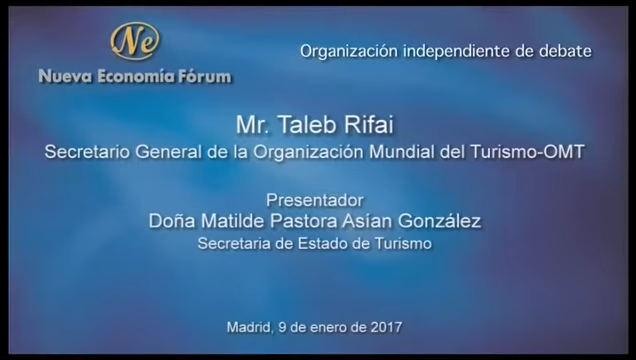 Ne
Nueva Economía Fórum
Organización independiente de debate
Mr. Taleb Rifai
Secretario General de la Organización Mundial del Turismo-OMT
Presentador
Doña Matilde Pastora Asían González
Secretaria de Estado de Turismo
Madrid, 9 de enero de 2017